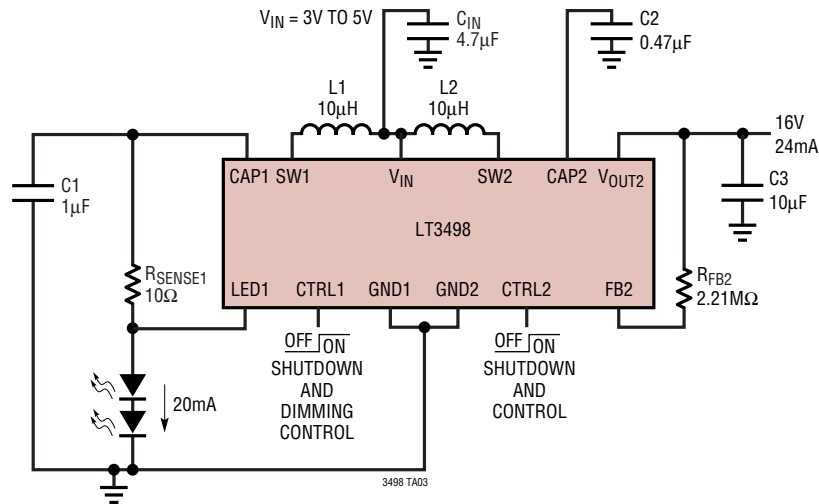 V_IN = 3V TO 5V
C_IN
4.7µF
C2
0.47µF
L1
10µH
L2
10µH
16V
24mA
C1
1µF
CAP1 SW1 V_IN SW2 CAP2 V_OUT2
C3
10µF
LT3498
R_SENSE1
10Ω
R_FB2
2.21MΩ
LED1 CTRL1 GND1 GND2 CTRL2 FB2
OFF ON
SHUTDOWN
AND
DIMMING
CONTROL
OFF ON
SHUTDOWN
AND
CONTROL
20mA
3498 TA03